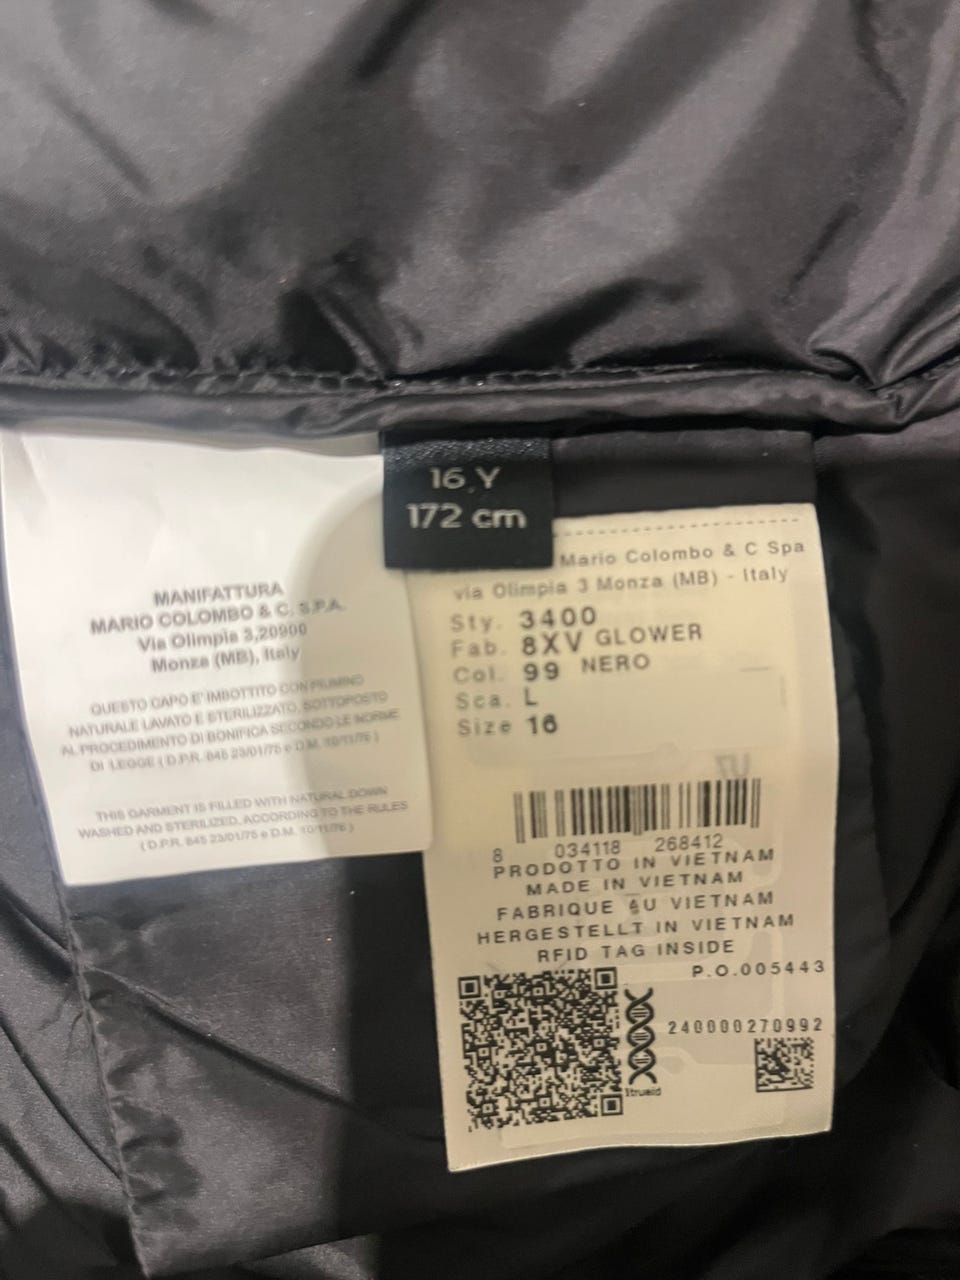 MANIFATTURA
MARIO COLOMBO & C. S.P.A.
Via Olimpia 3,20900
Monza (MB), Italy
QUESTO CAPO E' IMBOTTITO CON PIUMINO
NATURALE LAVATO E STERILIZZATO, SOTTOPOSTO
AL PROCEDIMENTO DI BONIFICA SECONDO LE NORME
DI LEGGE ( D.P.R. 845 23/01/75 e D.M. 10/11/76 )
THIS GARMENT IS FILLED WITH NATURAL DOWN
WASHED AND STERILIZED, ACCORDING TO THE RULES
( D.P.R. 845 23/01/75 e D.M. 10/11/76 )
16 Y
172 cm
Mario Colombo & C Spa
via Olimpia 3 Monza (MB) - Italy
Sty. 3400
Fab. 8XV GLOWER
Col. 99 NERO
Sca. L
Size 16
8 034118 268412
PRODOTTO IN VIETNAM
MADE IN VIETNAM
FABRIQUE AU VIETNAM
HERGESTELLT IN VIETNAM
RFID TAG INSIDE
P.O.005443
240000270992
1trueid